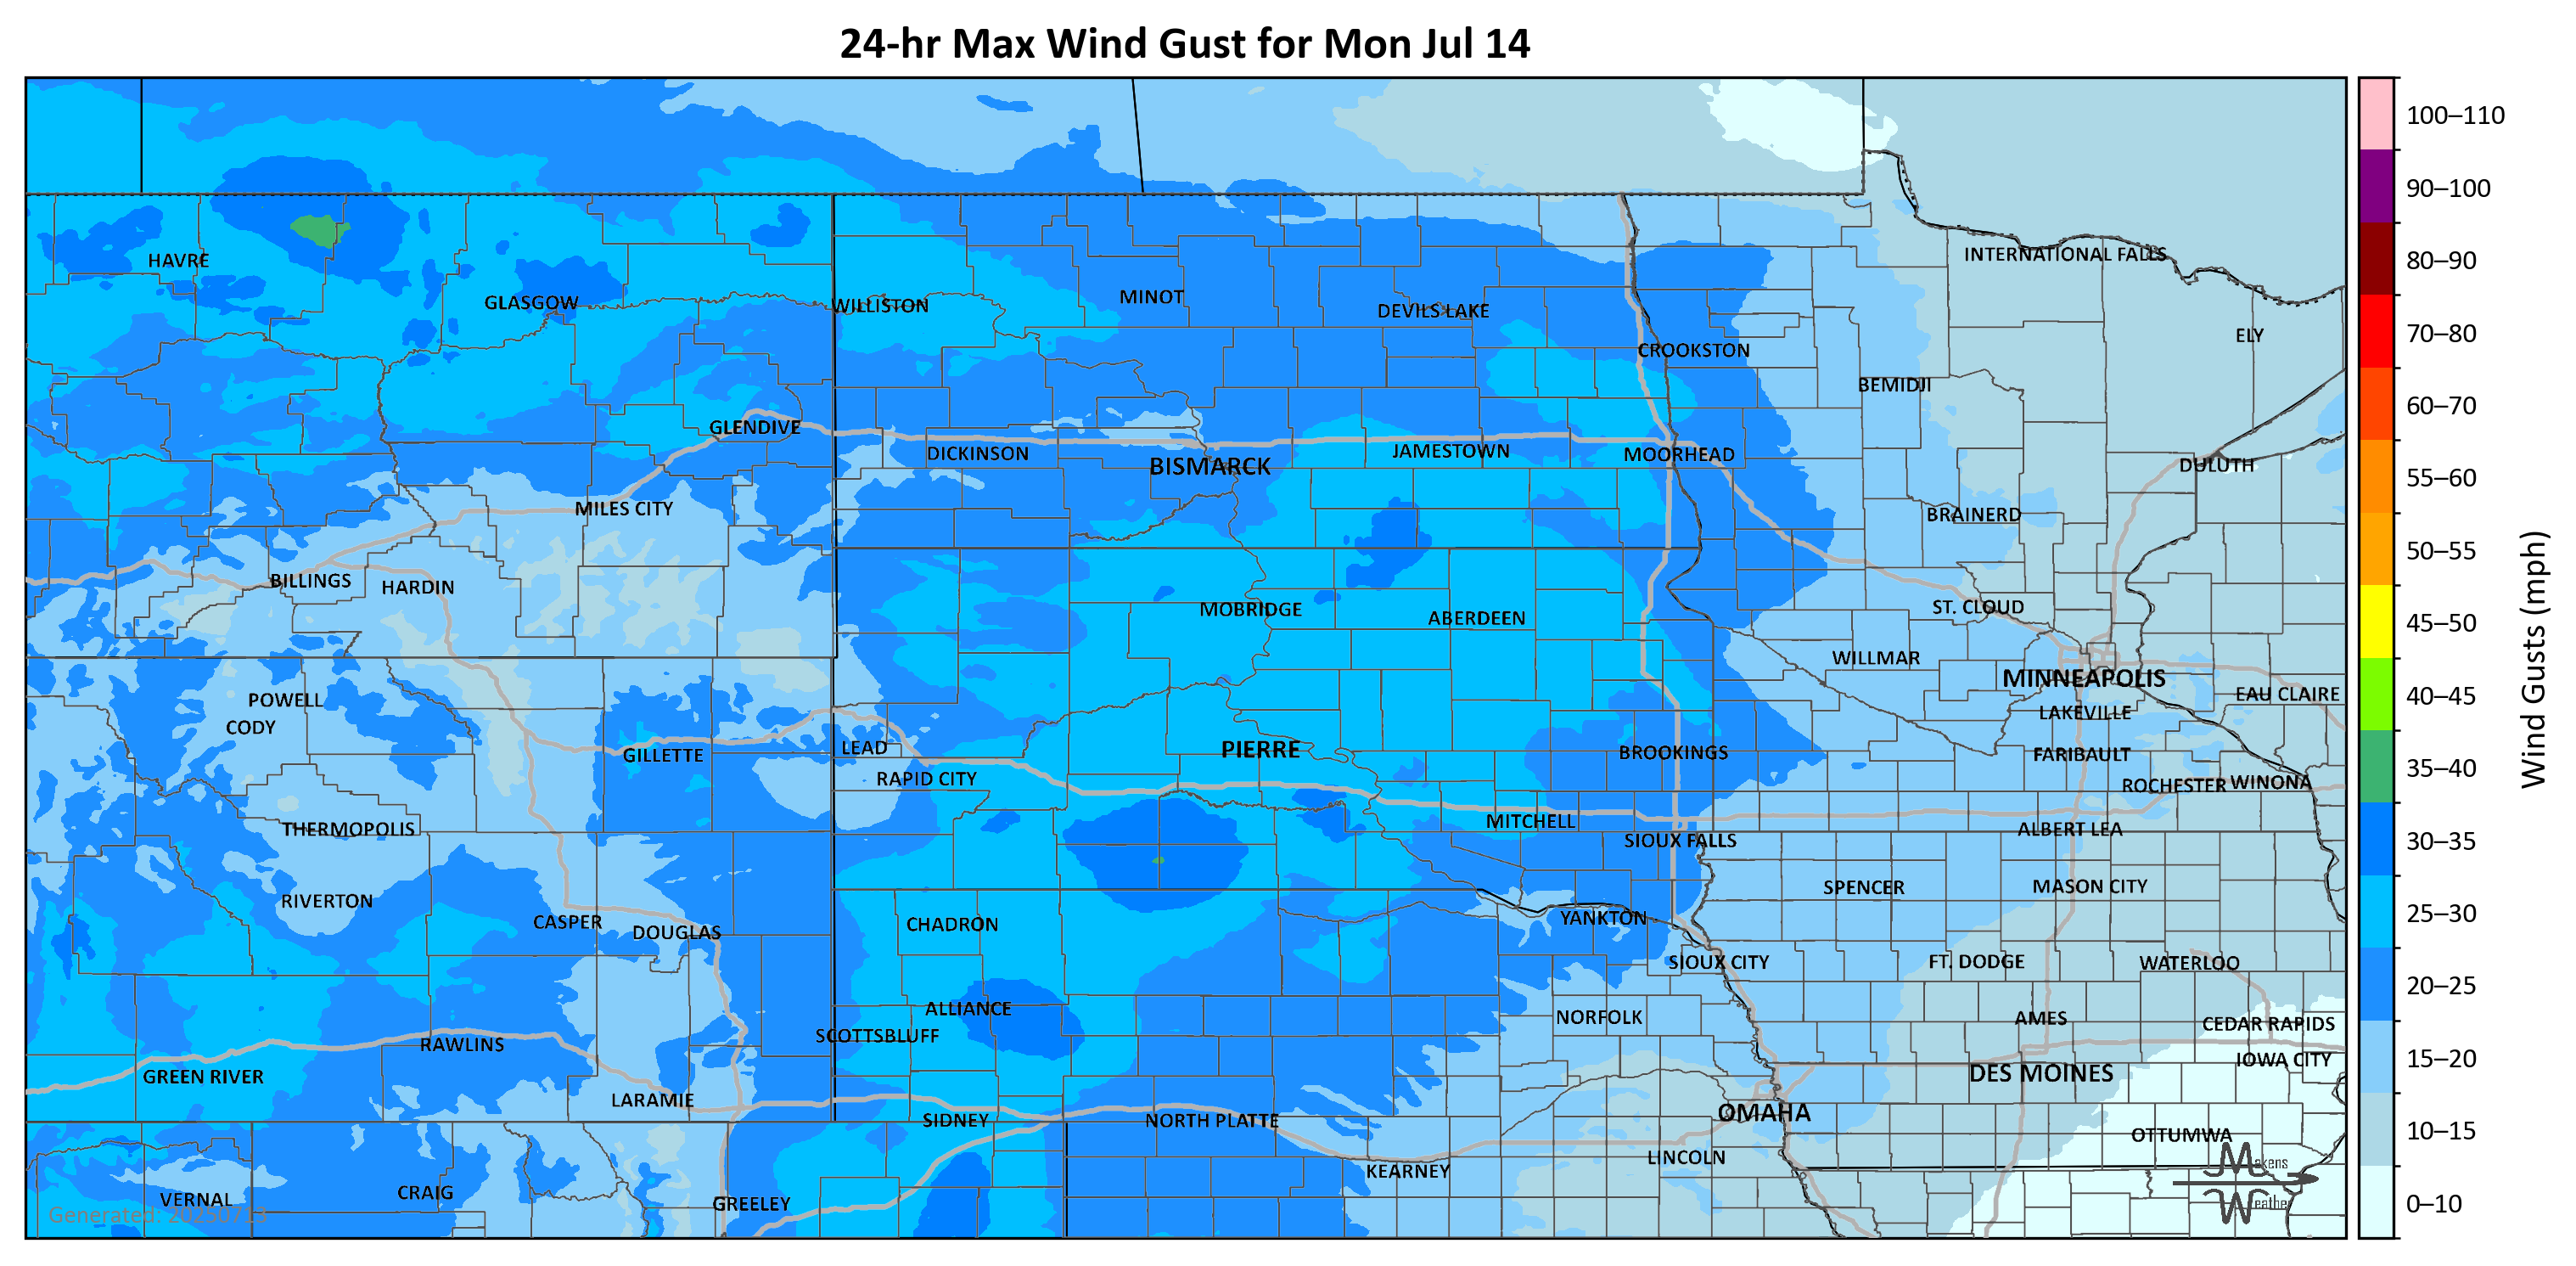 24-hr Max Wind Gust for Mon Jul 14
100–110
90–100
80–90
70–80
60–70
55–60
50–55
45–50
40–45
35–40
30–35
25–30
20–25
15–20
10–15
0–10
Wind Gusts (mph)
HAVRE
GLASGOW
WILLISTON
MINOT
DEVILS LAKE
CROOKSTON
INTERNATIONAL FALLS
ELY
BEMIDJI
GLENDIVE
DICKINSON
BISMARCK
JAMESTOWN
MOORHEAD
DULUTH
MILES CITY
BRAINERD
BILLINGS
HARDIN
MOBRIDGE
ABERDEEN
ST. CLOUD
WILLMAR
MINNEAPOLIS
EAU CLAIRE
POWELL
CODY
LAKEVILLE
GILLETTE
LEAD
PIERRE
BROOKINGS
FARIBAULT
RAPID CITY
ROCHESTER
WINONA
THERMOPOLIS
MITCHELL
SIOUX FALLS
ALBERT LEA
RIVERTON
SPENCER
MASON CITY
CASPER
DOUGLAS
CHADRON
YANKTON
SIOUX CITY
FT. DODGE
WATERLOO
ALLIANCE
NORFOLK
AMES
CEDAR RAPIDS
SCOTTSBLUFF
RAWLINS
IOWA CITY
GREEN RIVER
DES MOINES
LARAMIE
SIDNEY
NORTH PLATTE
OMAHA
OTTUMWA
LINCOLN
KEARNEY
VERNAL
CRAIG
GREELEY
Generated: 20250713
Makens
Weather